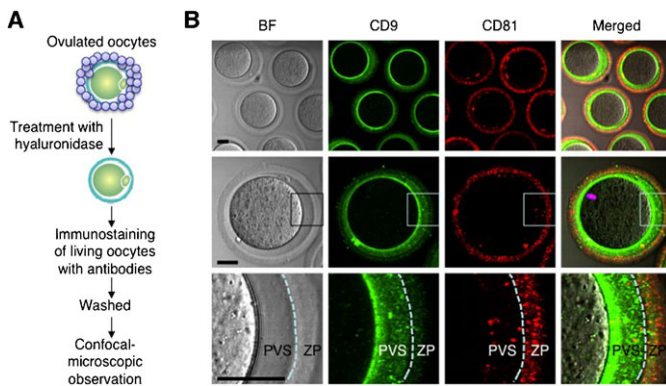 A
Ovulated oocytes
Treatment with
hyaluronidase
Immunostaining
of living oocytes
with antibodies
Washed
Confocal-
microscopic
observation
B
BF
CD9
CD81
Merged
PVS
ZP
PVS
ZP
PVS
ZP
PVS
ZP